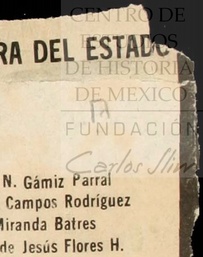 CENTRO DE
ESTUDIOS
DE HISTORIA
DE MEXICO
FUNDACIÓN
Carlos Slim
RA DEL ESTADO
N. Gámiz Parral
Campos Rodríguez
Miranda Batres
de Jesús Flores H.